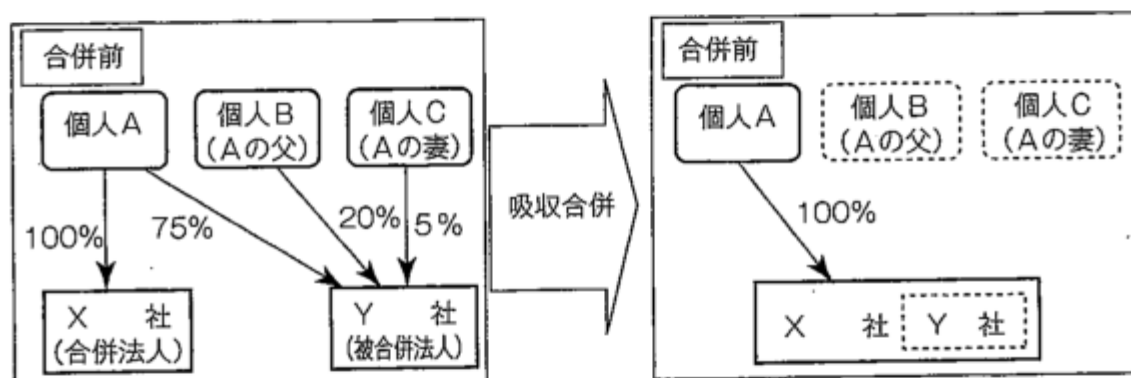 合併前
個人A
個人B
(Aの父)
個人C
(Aの妻)
100%
75%
20%
5%
X 社
(合併法人)
Y 社
(被合併法人)
吸収合併
合併前
個人A
個人B
(Aの父)
個人C
(Aの妻)
100%
X 社
Y 社